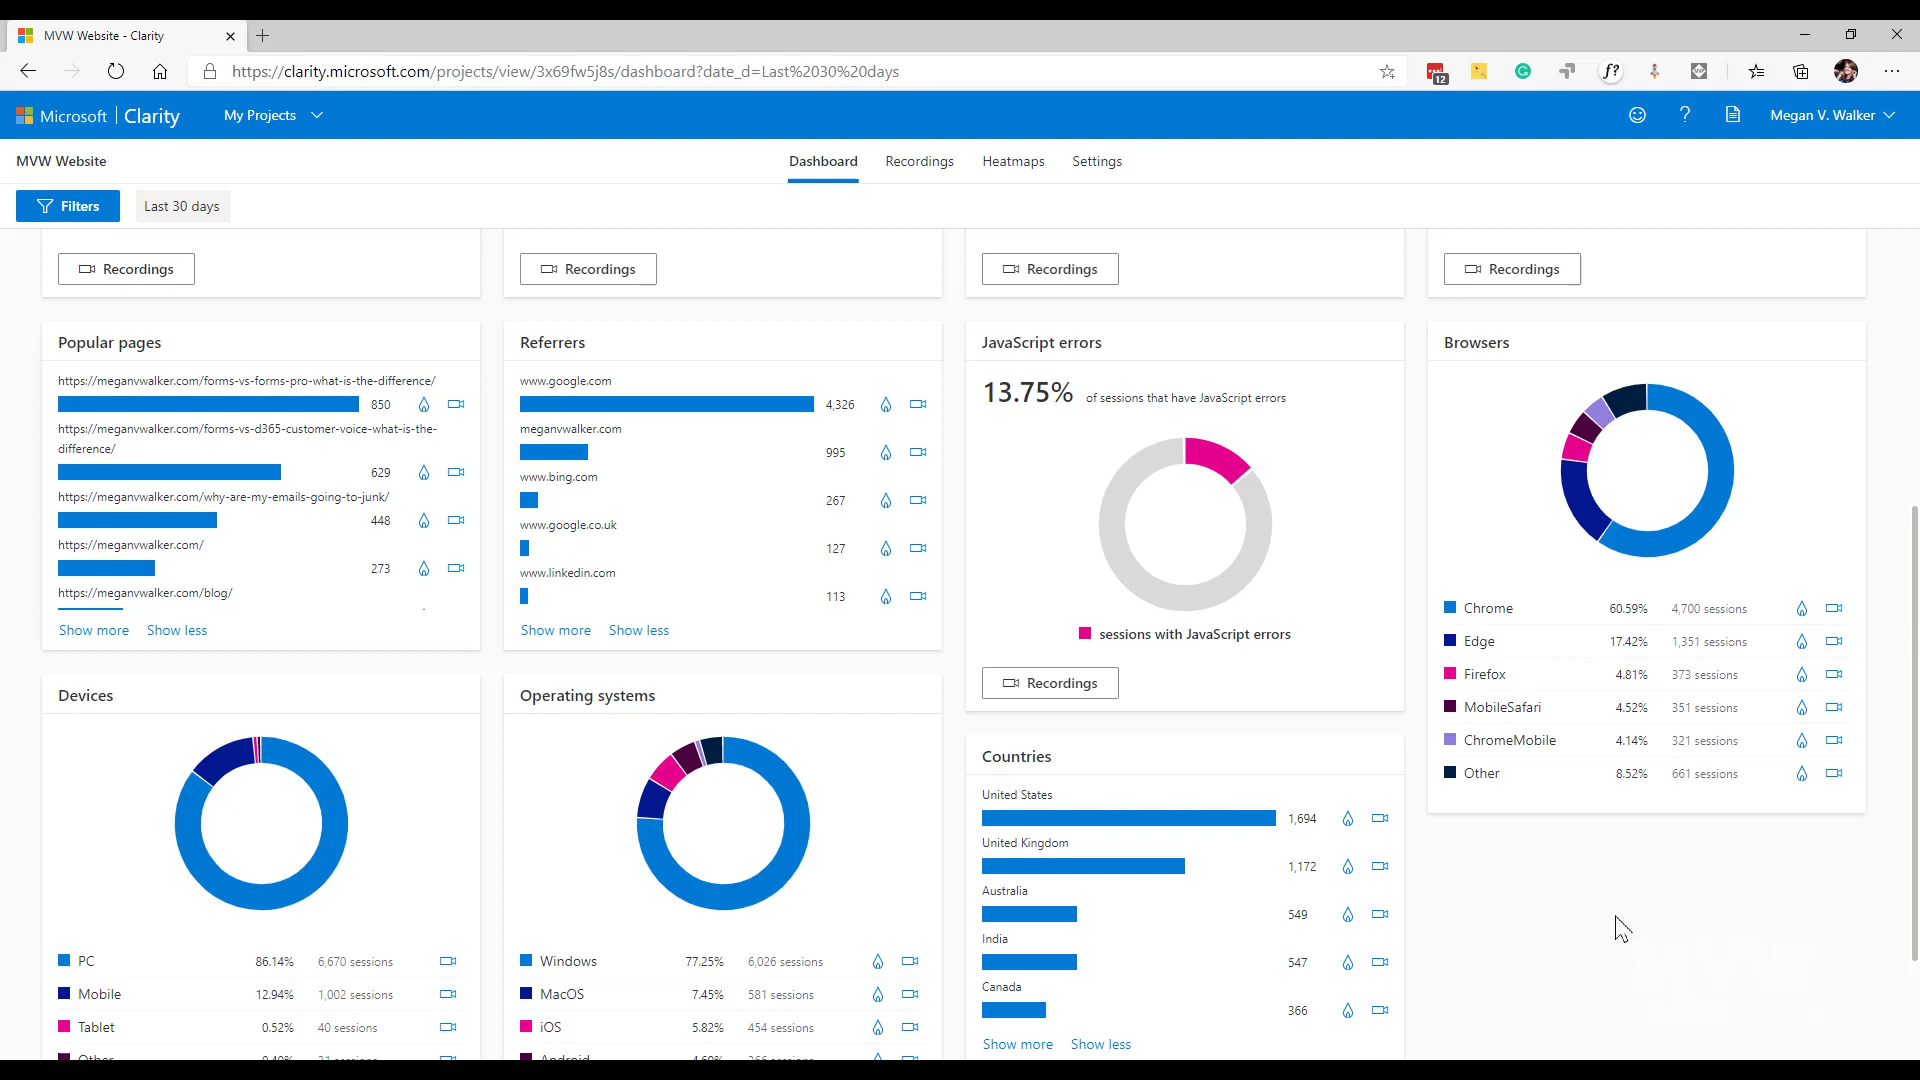 MVW Website - Clarity
https://clarity.microsoft.com/projects/view/3x69fw5j8s/dashboard?date_d=Last%2030%20days
12
f?
Microsoft | Clarity
My Projects
?
Megan V. Walker
MVW Website
Dashboard
Recordings
Heatmaps
Settings
Filters
Last 30 days
Recordings
Recordings
Recordings
Recordings
Popular pages
https://meganvwalker.com/forms-vs-forms-pro-what-is-the-difference/
850
https://meganvwalker.com/forms-vs-d365-customer-voice-what-is-the-
difference/
629
https://meganvwalker.com/why-are-my-emails-going-to-junk/
448
https://meganvwalker.com/
273
https://meganvwalker.com/blog/
Show more Show less
Referrers
www.google.com
4,326
meganvwalker.com
995
www.bing.com
267
www.google.co.uk
127
www.linkedin.com
113
Show more Show less
JavaScript errors
13.75% of sessions that have JavaScript errors
sessions with JavaScript errors
Recordings
Browsers
Chrome 60.59% 4,700 sessions
Edge 17.42% 1,351 sessions
Firefox 4.81% 373 sessions
MobileSafari 4.52% 351 sessions
ChromeMobile 4.14% 321 sessions
Other 8.52% 661 sessions
Devices
PC 86.14% 6,670 sessions
Mobile 12.94% 1,002 sessions
Tablet 0.52% 40 sessions
Operating systems
Windows 77.25% 6,026 sessions
MacOS 7.45% 581 sessions
iOS 5.82% 454 sessions
Android
Countries
United States
1,694
United Kingdom
1,172
Australia
549
India
547
Canada
366
Show more Show less